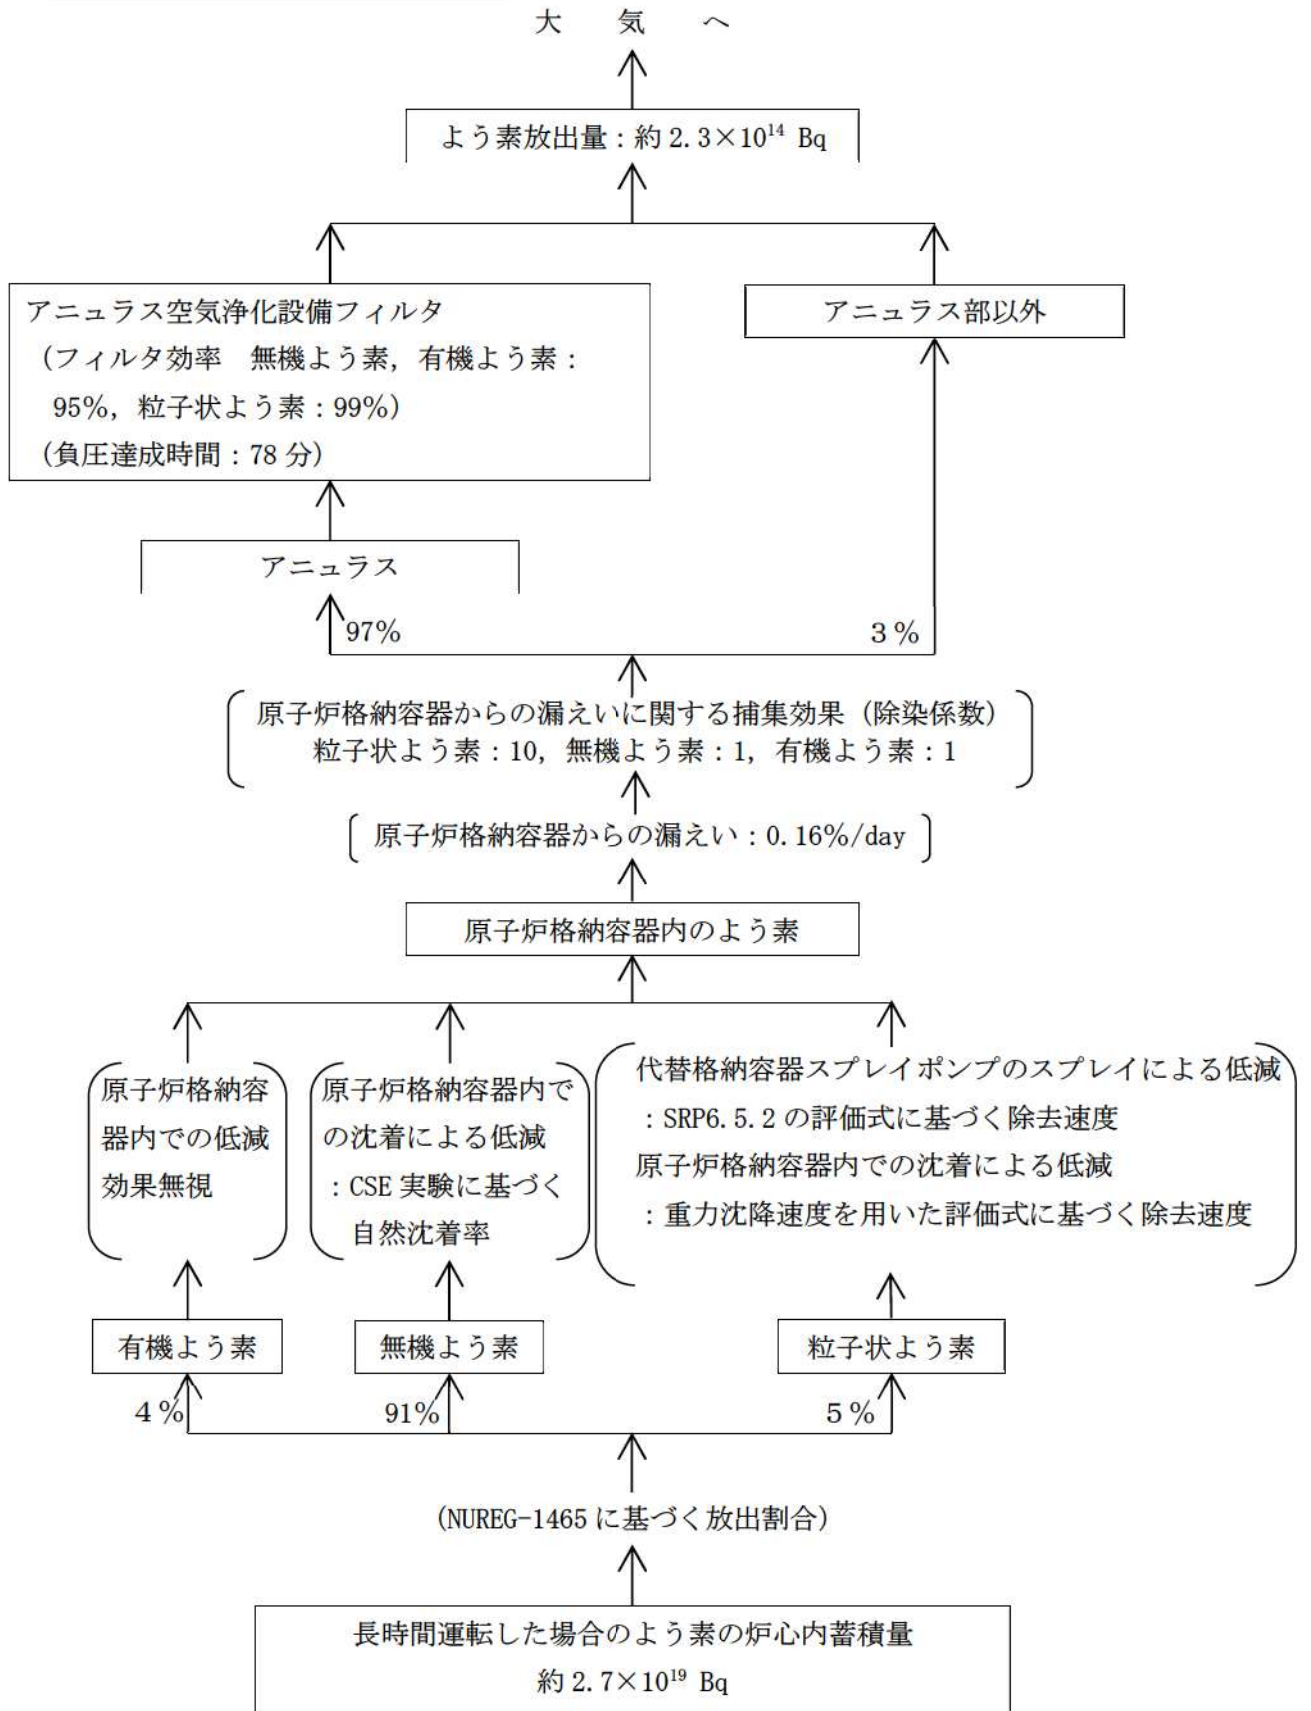 大　気　へ
よう素放出量：約 2.3×10¹⁴ Bq
アニュラス空気浄化設備フィルタ
（フィルタ効率　無機よう素，有機よう素：
95%，粒子状よう素：99%）
（負圧達成時間：78 分）
アニュラス部以外
アニュラス
97%
3%
原子炉格納容器からの漏えいに関する捕集効果（除染係数）
粒子状よう素：10，無機よう素：1，有機よう素：1
原子炉格納容器からの漏えい：0.16%/day
原子炉格納容器内のよう素
原子炉格納容
器内での低減
効果無視
原子炉格納容器内で
の沈着による低減
：CSE 実験に基づく
自然沈着率
代替格納容器スプレイポンプのスプレイによる低減
：SRP6.5.2 の評価式に基づく除去速度
原子炉格納容器内での沈着による低減
：重力沈降速度を用いた評価式に基づく除去速度
有機よう素
無機よう素
粒子状よう素
4%
91%
5%
（NUREG-1465 に基づく放出割合）
長時間運転した場合のよう素の炉心内蓄積量
約 2.7×10¹⁹ Bq